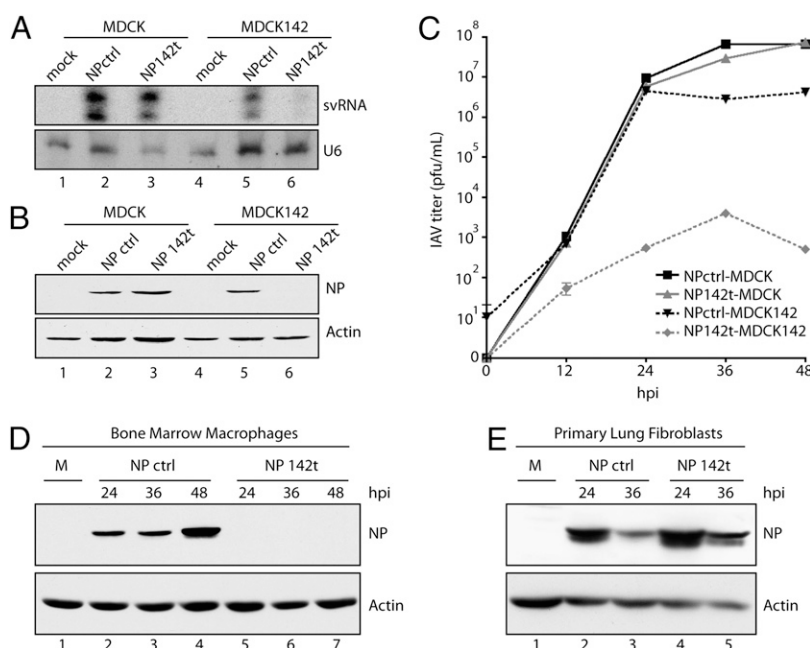 A
MDCK MDCK142
mock NPctrl NP142t mock NPctrl NP142t
svRNA
U6
1 2 3 4 5 6
B
MDCK MDCK142
mock NP ctrl NP 142t mock NP ctrl NP 142t
NP
Actin
1 2 3 4 5 6
C
IAV titer (pfu/mL)
10^8
10^7
10^6
10^5
10^4
10^3
10^2
10^1
0
0 12 24 36 48
hpi
NPctrl-MDCK
NP142t-MDCK
NPctrl-MDCK142
NP142t-MDCK142
D
Bone Marrow Macrophages
M NP ctrl NP 142t
24 36 48 24 36 48 hpi
NP
Actin
1 2 3 4 5 6 7
E
Primary Lung Fibroblasts
M NP ctrl NP 142t
24 36 24 36 hpi
NP
Actin
1 2 3 4 5